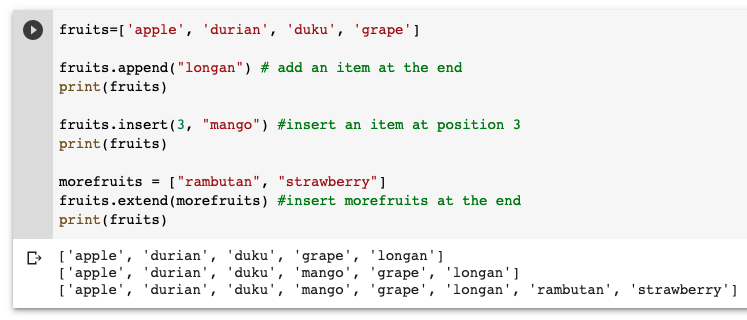 fruits=['apple', 'durian', 'duku', 'grape']
fruits.append("longan") # add an item at the end
print(fruits)
fruits.insert(3, "mango") #insert an item at position 3
print(fruits)
morefruits = ["rambutan", "strawberry"]
fruits.extend(morefruits) #insert morefruits at the end
print(fruits)
['apple', 'durian', 'duku', 'grape', 'longan']
['apple', 'durian', 'duku', 'mango', 'grape', 'longan']
['apple', 'durian', 'duku', 'mango', 'grape', 'longan', 'rambutan', 'strawberry']